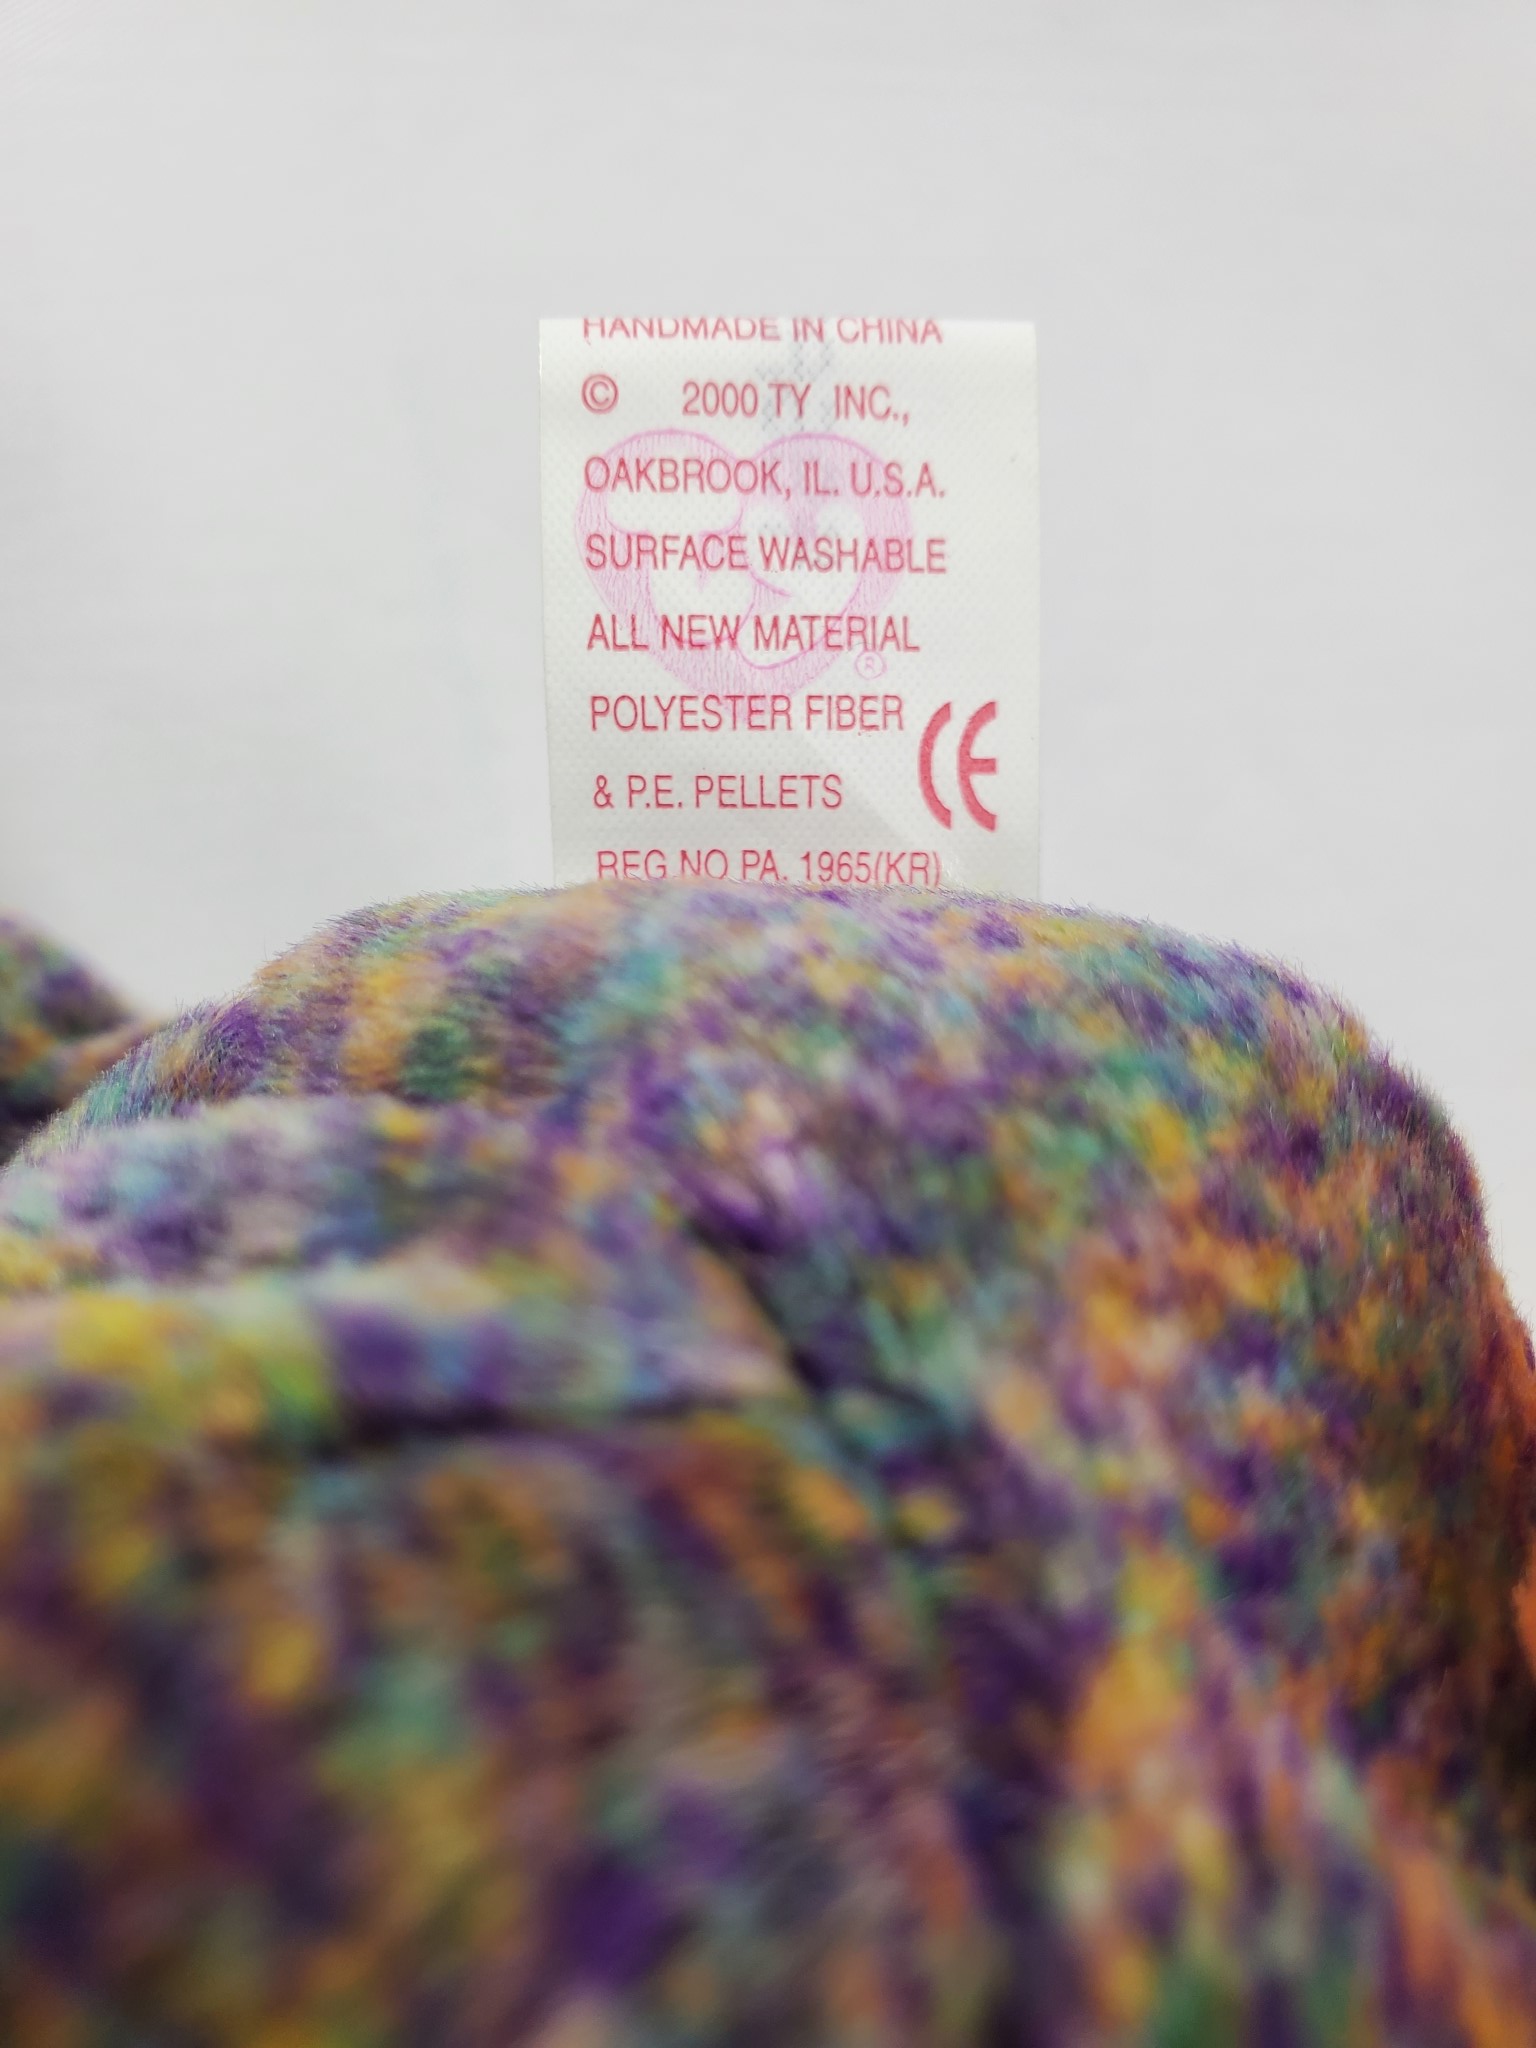 HANDMADE IN CHINA
© 2000 TY INC.,
OAKBROOK, IL. U.S.A.
SURFACE WASHABLE
ALL NEW MATERIAL
POLYESTER FIBER
& P.E. PELLETS CE
REG.NO PA. 1965(KR)
®